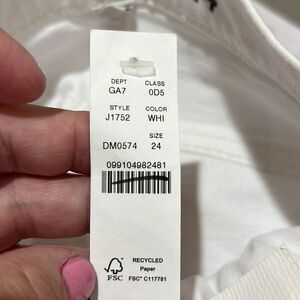 DEPT CLASS
GA7 0D5
STYLE COLOR
J1752 WHI
SIZE
DM0574 24
099104982481
RECYCLED
Paper
FSC
FSC® C117781